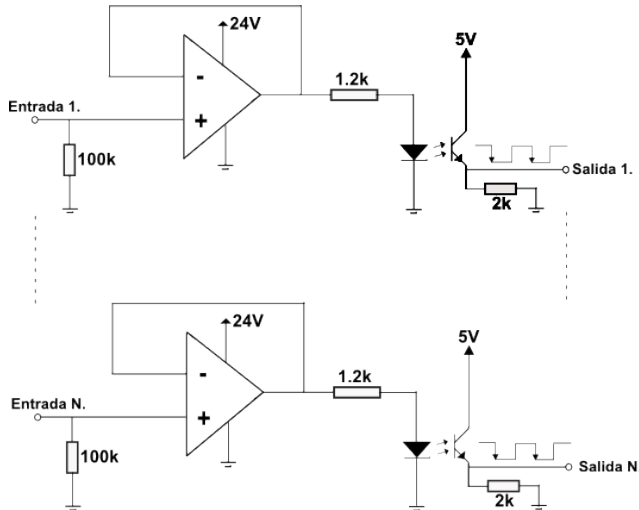 24V
5V
1.2k
-
Entrada 1.
+
100k
Salida 1.
2k
24V
5V
1.2k
-
Entrada N.
+
100k
Salida N
2k